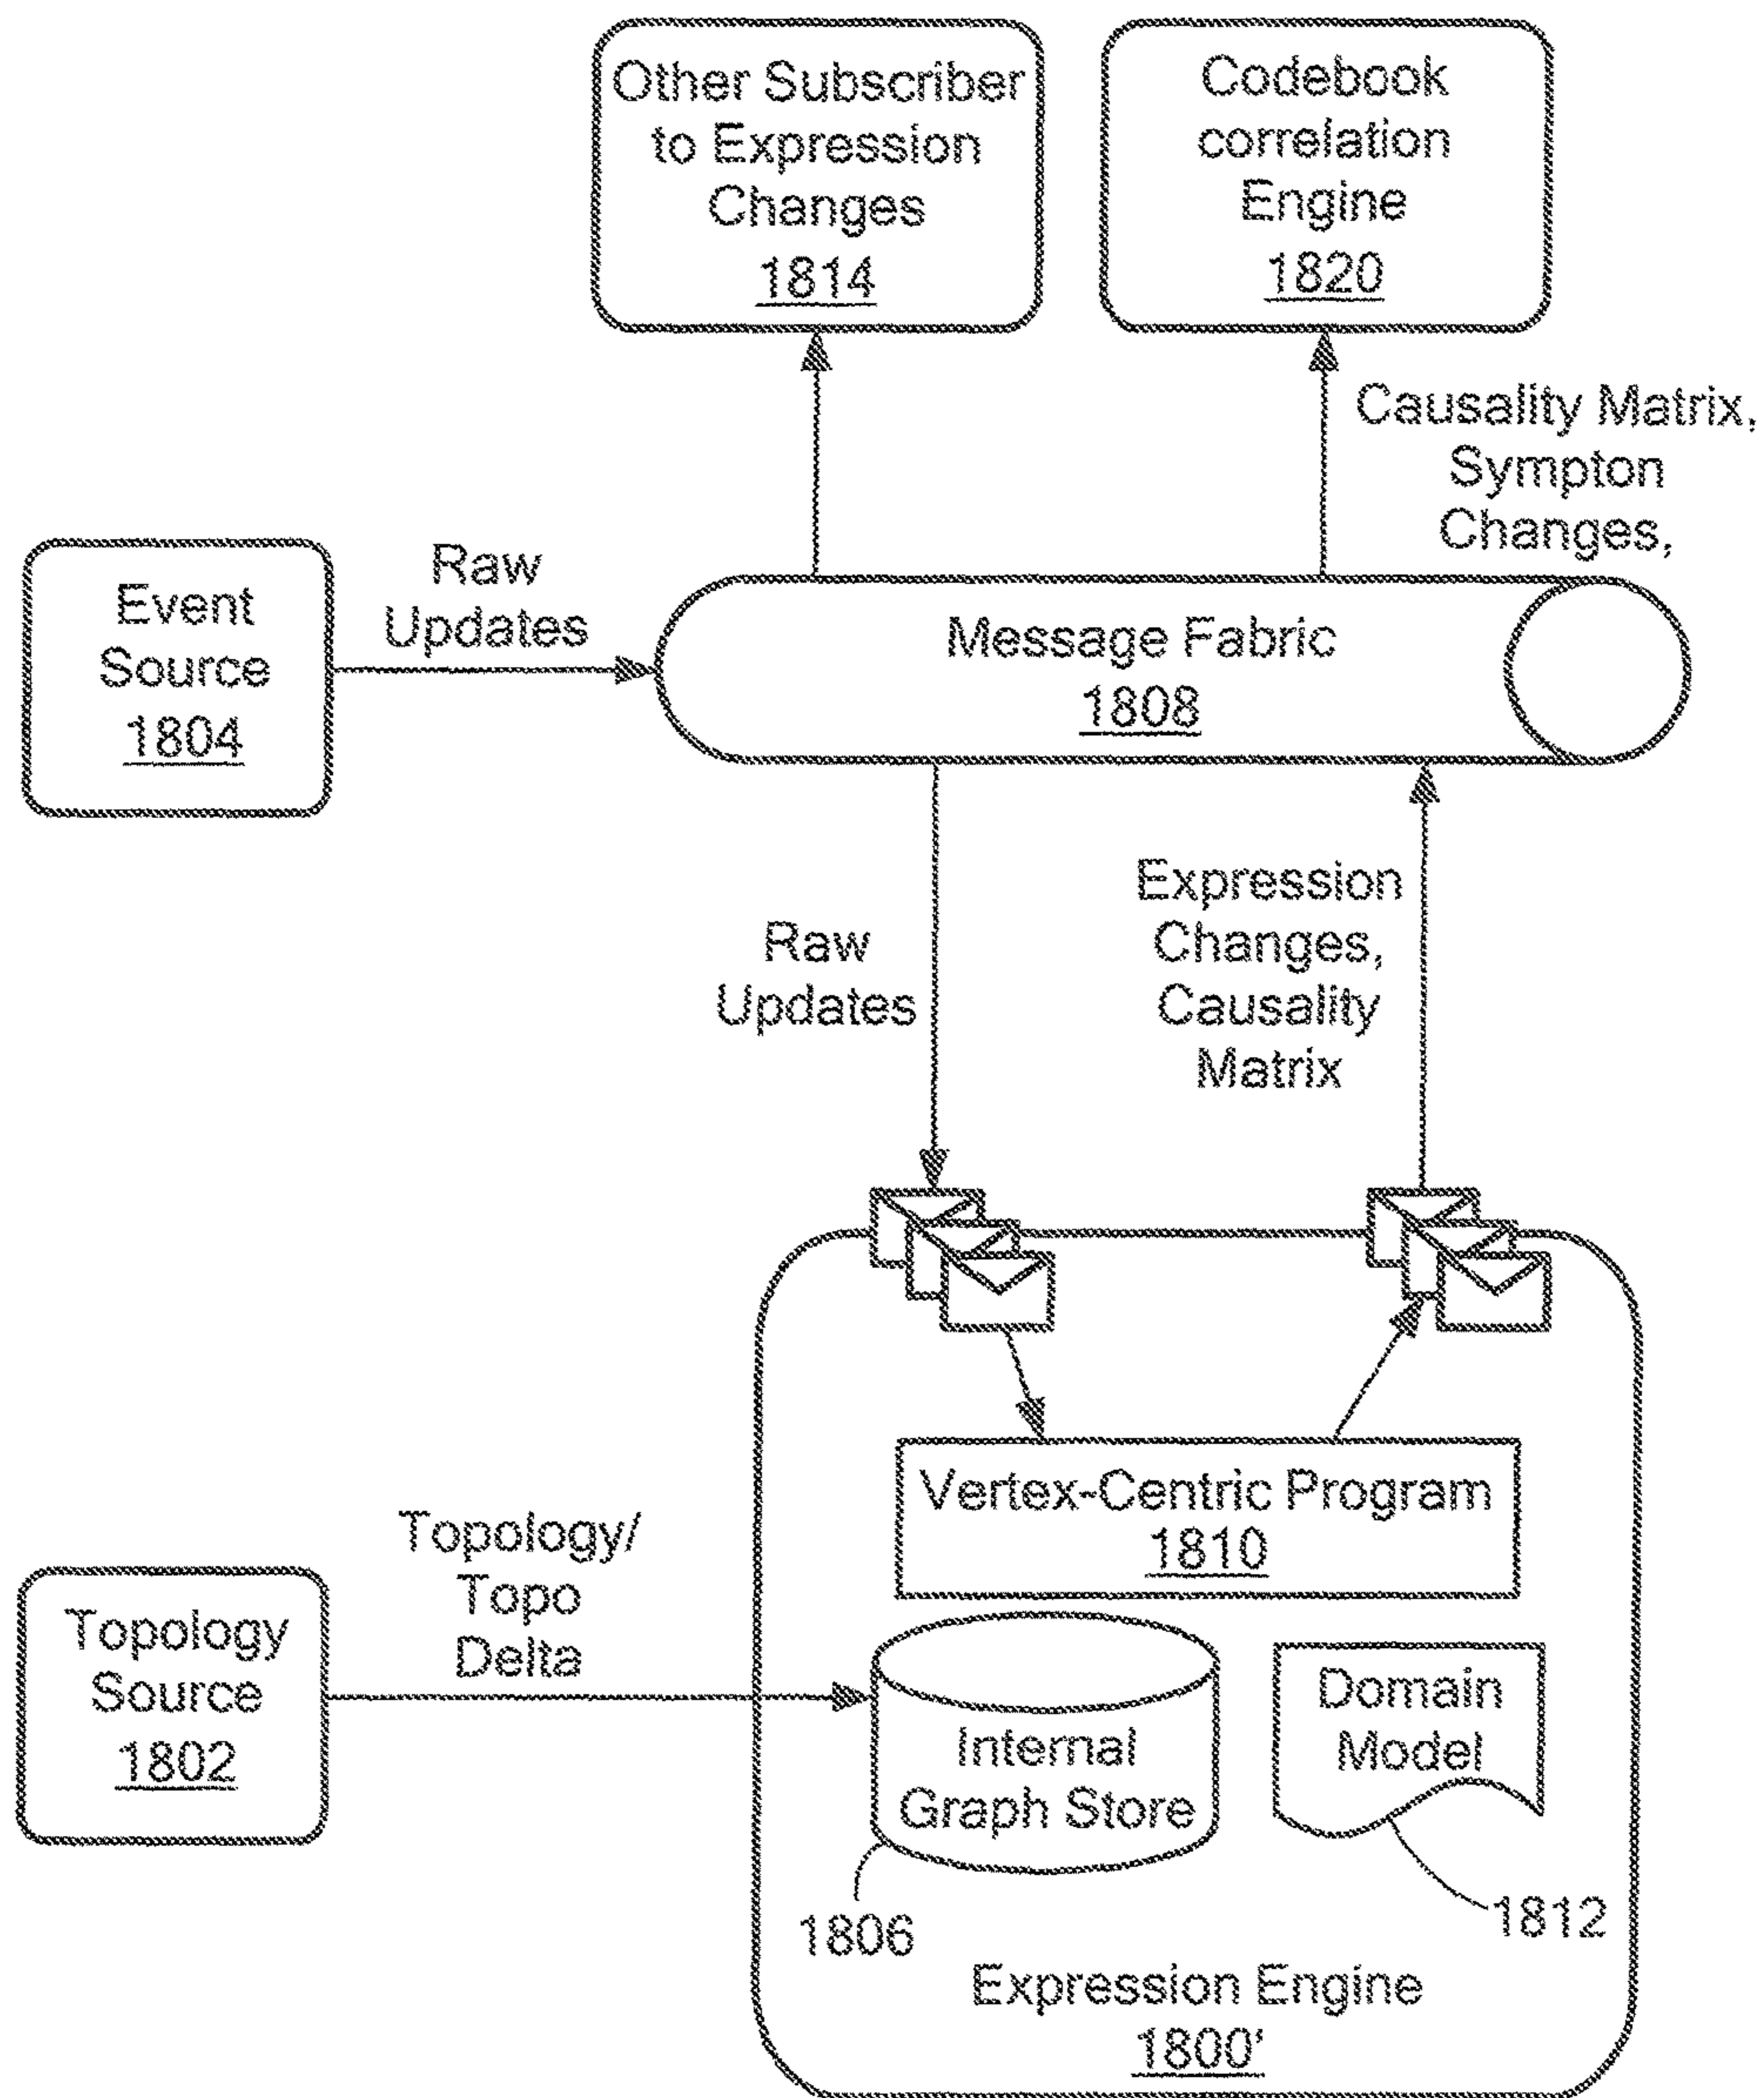 Other Subscriber
to Expression
Changes
1814
Codebook
correlation
Engine
1820
Causality Matrix,
Sympton
Changes,
Event
Source
1804
Raw
Updates
Message Fabric
1808
Raw
Updates
Expression
Changes,
Causality
Matrix
Vertex-Centric Program
1810
Topology
Source
1802
Topology/
Topo
Delta
Internal
Graph Store
1806
Domain
Model
1812
Expression Engine
1800'